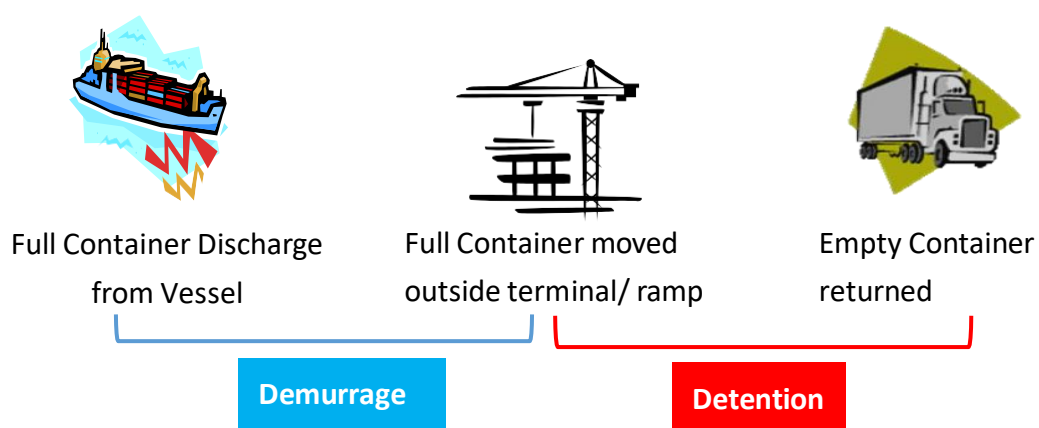 Full Container Discharge
from Vessel
Full Container moved
outside terminal/ ramp
Empty Container
returned
Demurrage
Detention